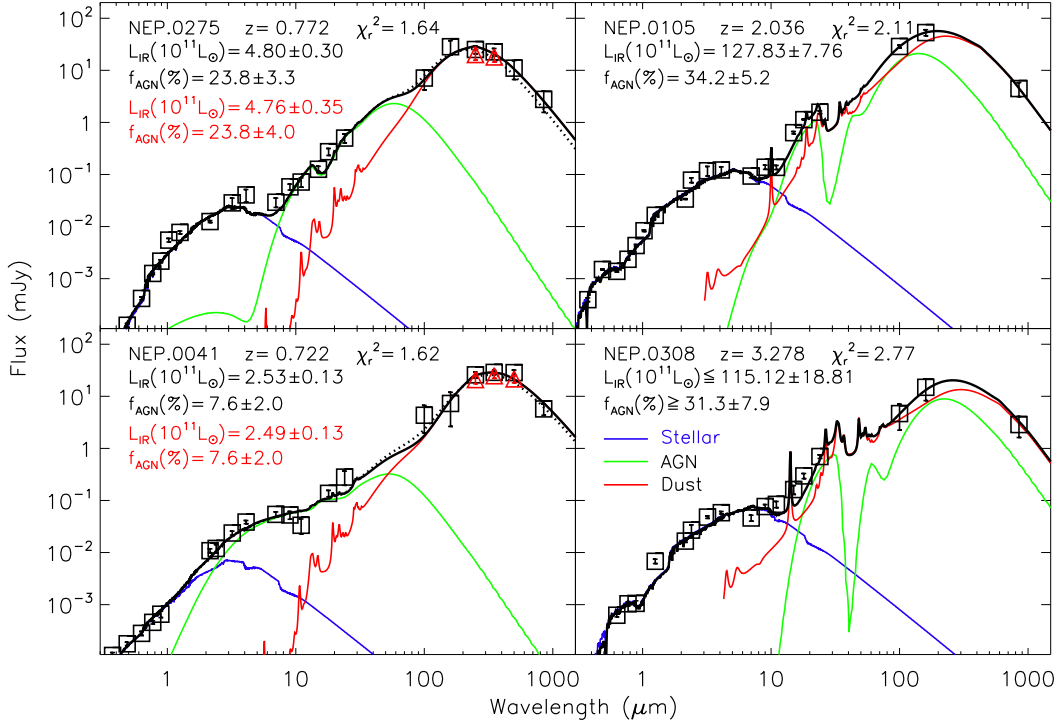 NEP.0275 z= 0.772 χr²=1.64
LIR(10¹¹L⊙)=4.80±0.30
fAGN(%)=23.8±3.3
LIR(10¹¹L⊙)=4.76±0.35
fAGN(%)=23.8±4.0
NEP.0105 z= 2.036 χr²=2.11
LIR(10¹¹L⊙)=127.83±7.76
fAGN(%)=34.2±5.2
10²
10¹
1
10⁻¹
10⁻²
10⁻³
NEP.0041 z= 0.722 χr²=1.62
LIR(10¹¹L⊙)=2.53±0.13
fAGN(%)=7.6±2.0
LIR(10¹¹L⊙)=2.49±0.13
fAGN(%)=7.6±2.0
NEP.0308 z= 3.278 χr²=2.77
LIR(10¹¹L⊙)≤115.12±18.81
fAGN(%)≥31.3±7.9
Stellar
AGN
Dust
10²
10¹
1
10⁻¹
10⁻²
10⁻³
Flux (mJy)
1 10 100 1000
1 10 100 1000
Wavelength (μm)